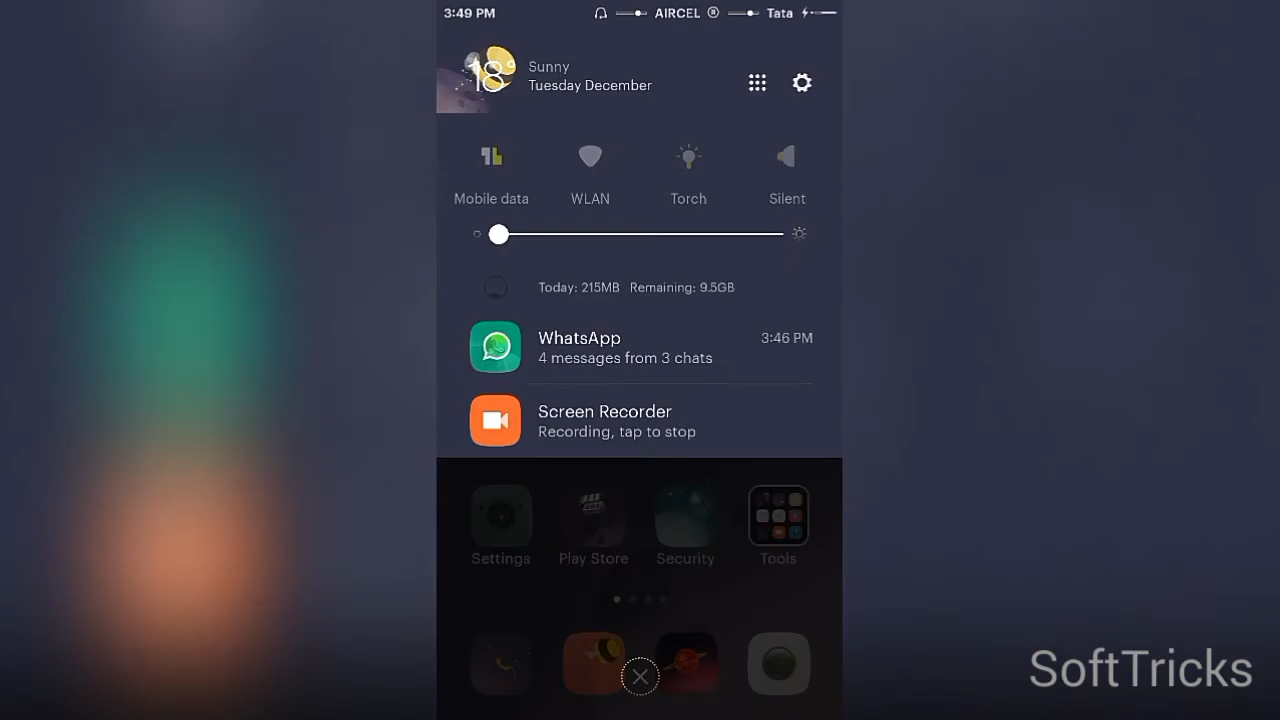 3:49 PM AIRCEL ® Tata
18°
Sunny
Tuesday December
Mobile data WLAN Torch Silent
Today: 215MB Remaining: 9.5GB
WhatsApp 3:46 PM
4 messages from 3 chats
Screen Recorder
Recording, tap to stop
Settings Play Store Security Tools
SoftTricks